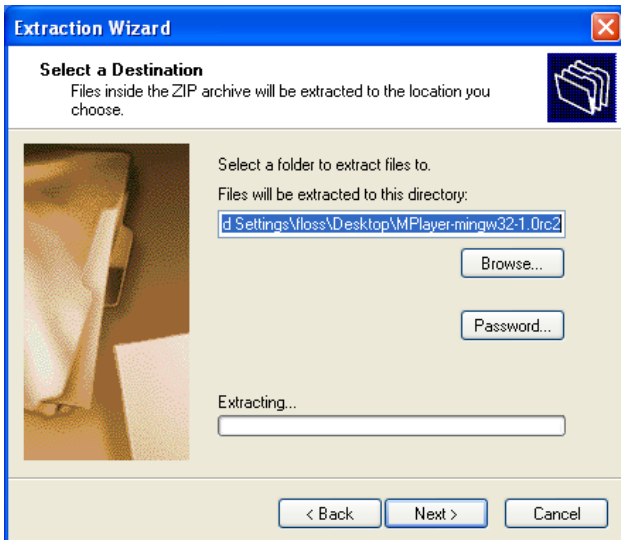 Extraction Wizard
Select a Destination
Files inside the ZIP archive will be extracted to the location you
choose.
Select a folder to extract files to.
Files will be extracted to this directory:
d Settings\floss\Desktop\MPlayer-mingw32-1.0rc2
Browse...
Password...
Extracting...
< Back
Next >
Cancel